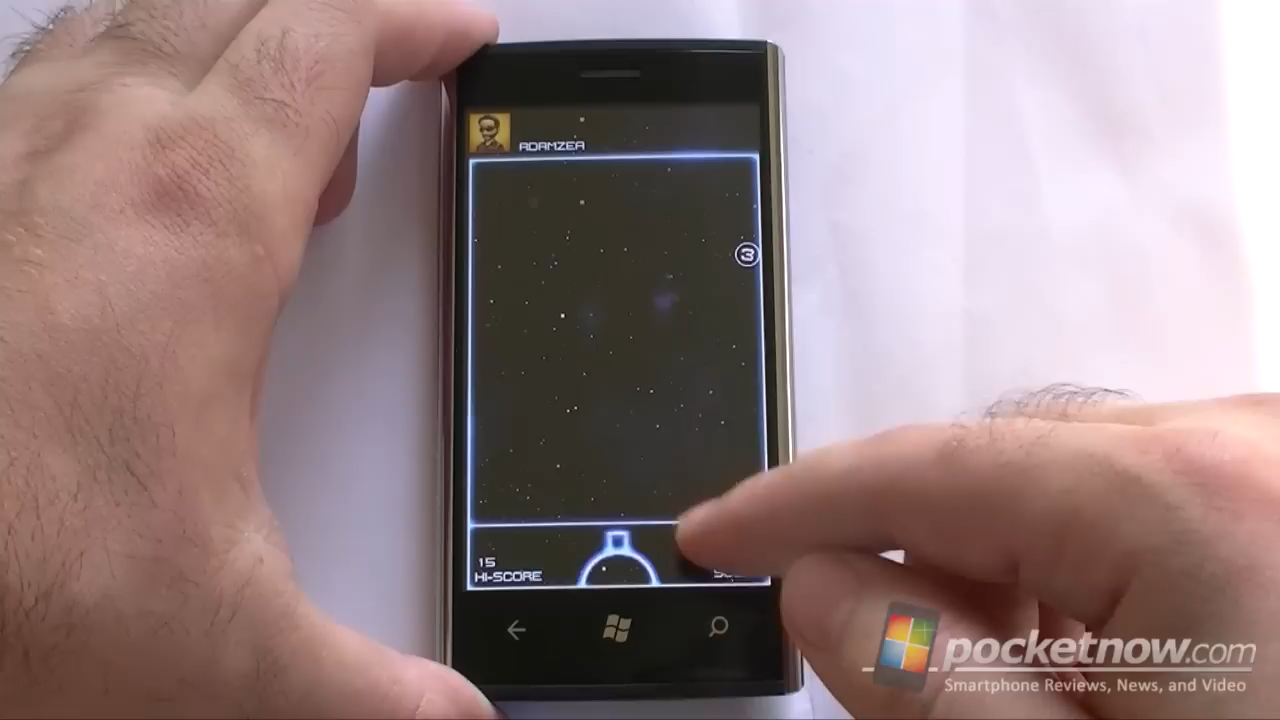 ADAMZEA
3
15
HI-SCORE
pocketnow.com
Smartphone Reviews, News, and Video